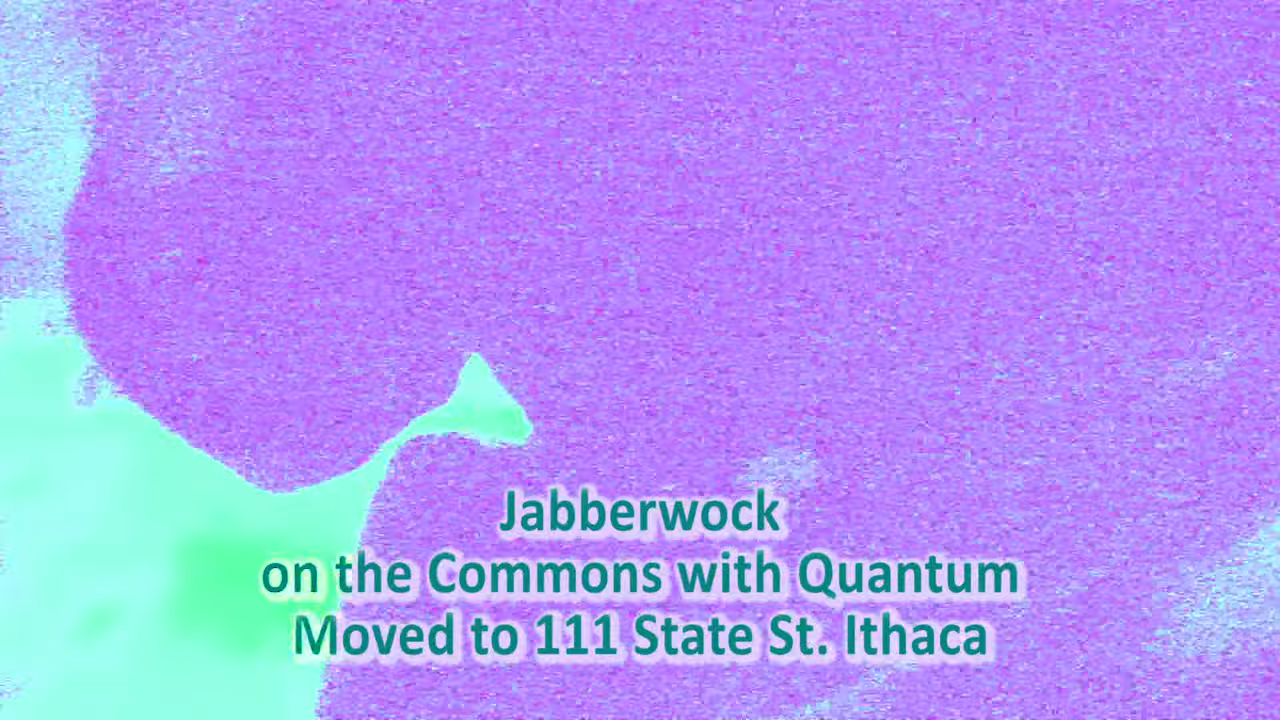 Jabberwock
on the Commons with Quantum
Moved to 111 State St. Ithaca